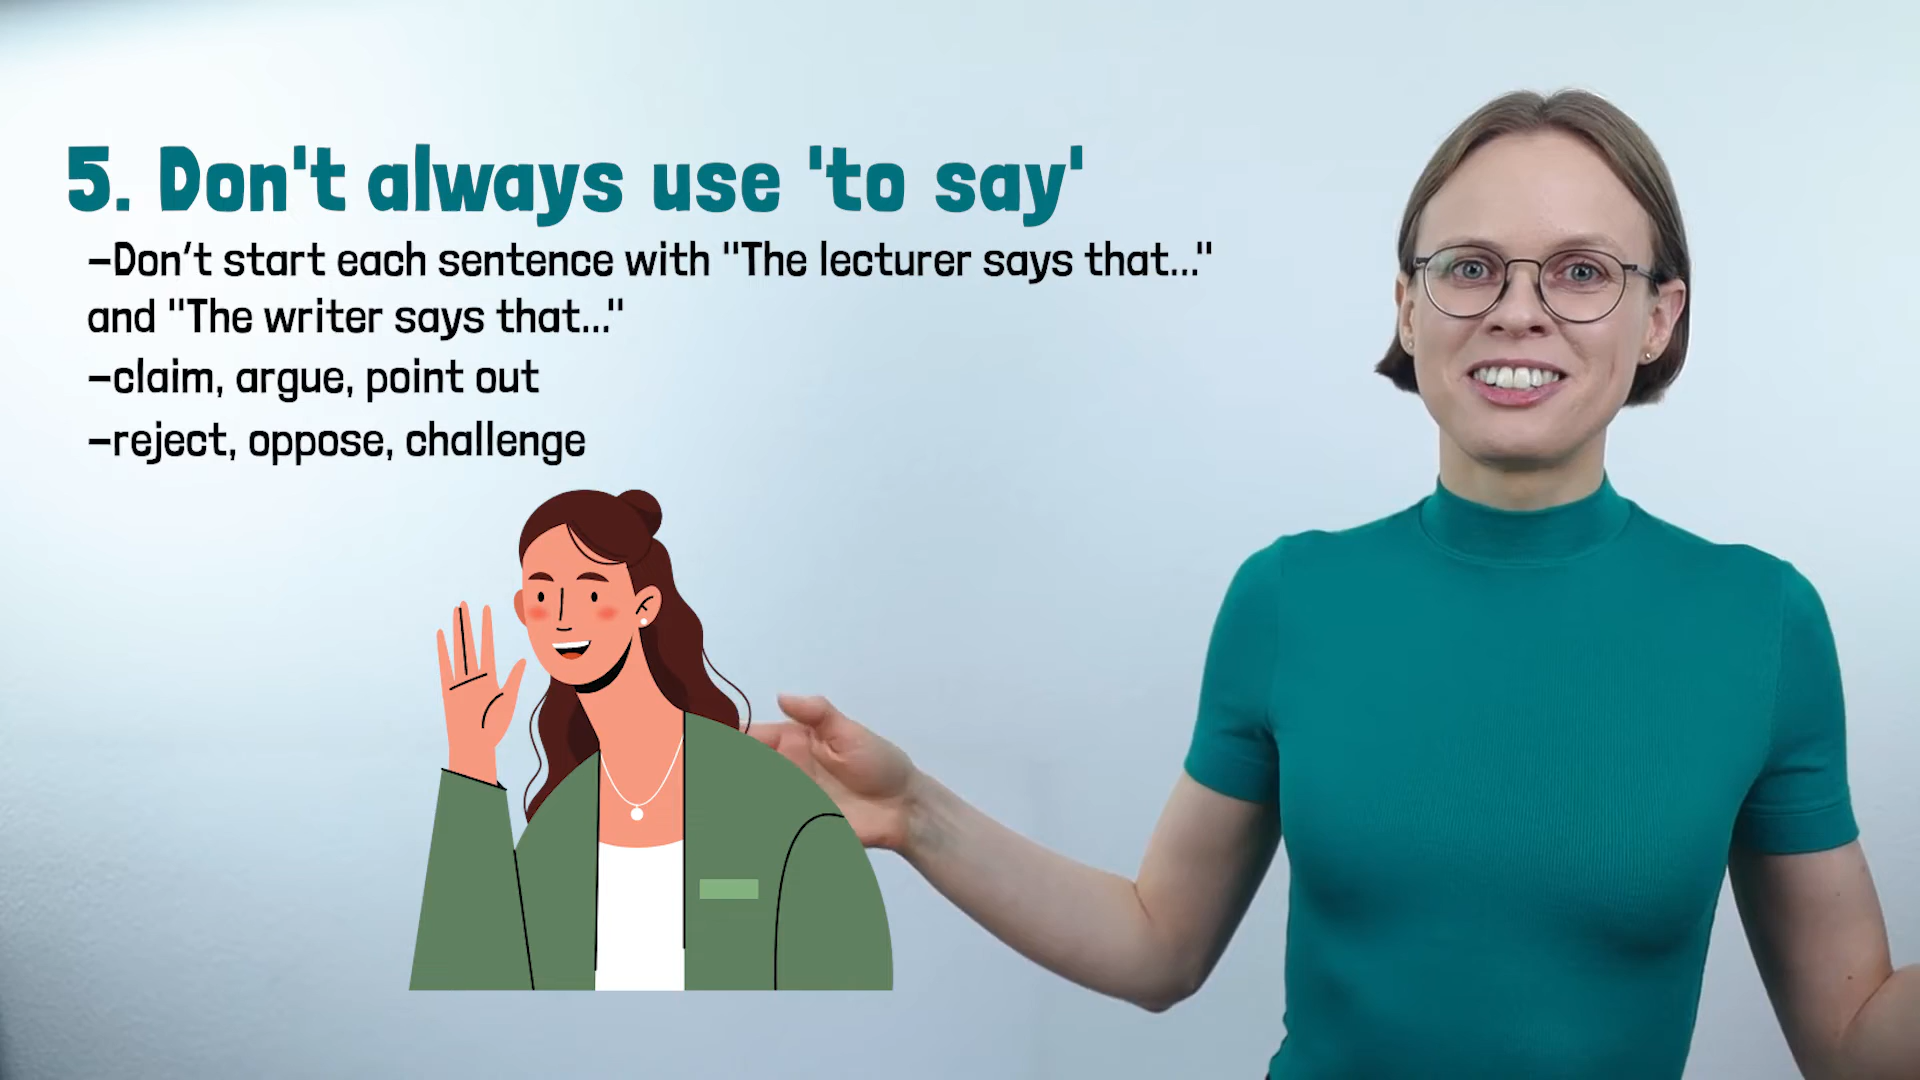 5. Don't always use 'to say'
–Don't start each sentence with "The lecturer says that..."
and "The writer says that..."
–claim, argue, point out
–reject, oppose, challenge